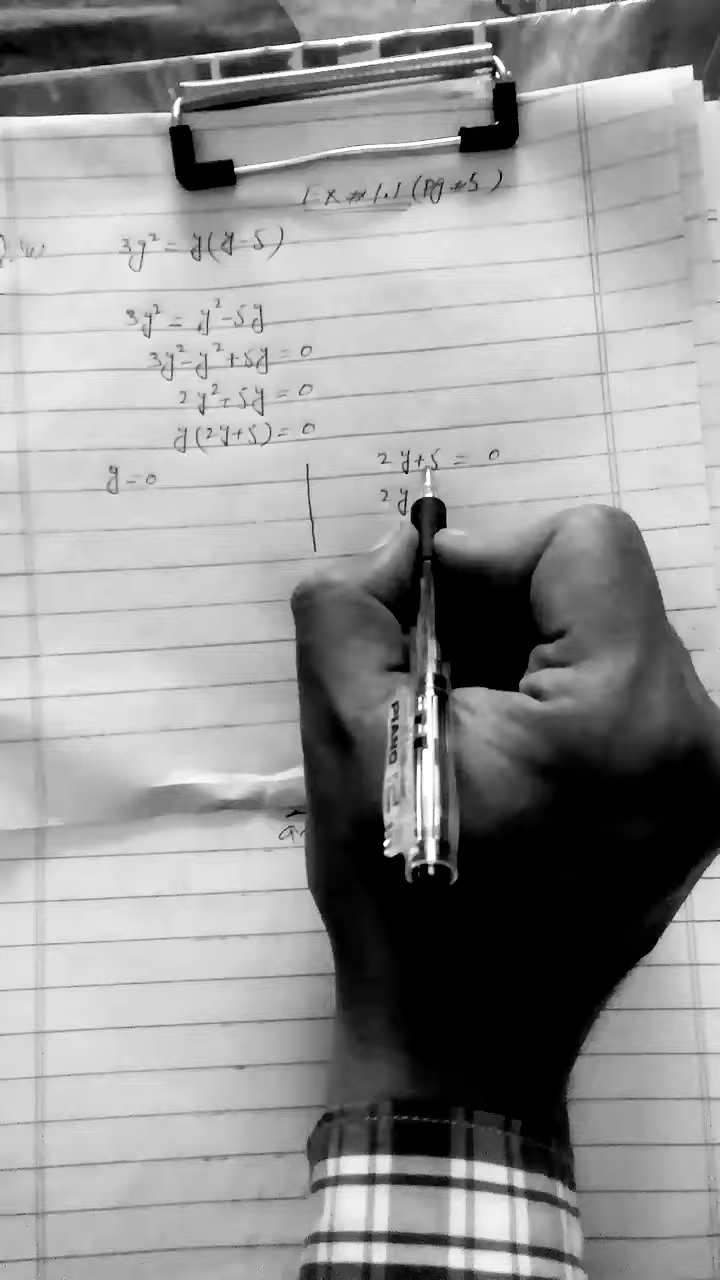 Ex # 1.1 (Pg # 5)
3y² = y(y-5)
3y² = y²-5y
3y²-y²+5y = 0
2y²+5y = 0
y(2y+5) = 0
y = 0
2y+5 = 0
2y
PIANO